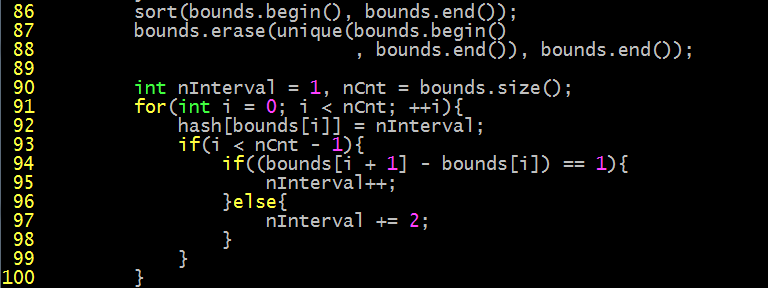 86         sort(bounds.begin(), bounds.end());
87         bounds.erase(unique(bounds.begin()
88                             , bounds.end()), bounds.end());
89
90         int nInterval = 1, nCnt = bounds.size();
91         for(int i = 0; i < nCnt; ++i){
92             hash[bounds[i]] = nInterval;
93             if(i < nCnt - 1){
94                 if((bounds[i + 1] - bounds[i]) == 1){
95                     nInterval++;
96                 }else{
97                     nInterval += 2;
98                 }
99             }
100         }